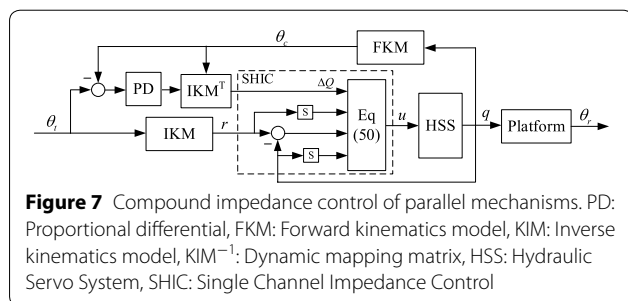 θc
FKM
SHIC
PD
IKMᵀ
ΔQ
s
Eq
(50)
u
HSS
q
Platform
θr
θt
IKM
r
s
Figure 7 Compound impedance control of parallel mechanisms. PD:
Proportional differential, FKM: Forward kinematics model, KIM: Inverse
kinematics model, KIM⁻¹: Dynamic mapping matrix, HSS: Hydraulic
Servo System, SHIC: Single Channel Impedance Control